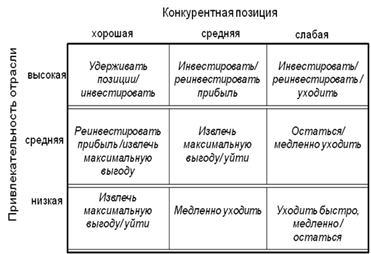 Конкурентная позиция
хорошая средняя слабая
Привлекательность отрасли
высокая
Удерживать
позиции/
инвестировать
Инвестировать/
реинвестировать
прибыль
Инвестировать/
реинвестировать/
уходить
средняя
Реинвестировать
прибыль/извлечь
максимальную
выгоду
Извлечь
максимальную
выгоду/уйти
Остаться/
медленно уходить
низкая
Извлечь
максимальную
выгоду/уйти
Медленно уходить
Уходить быстро,
медленно/
остаться